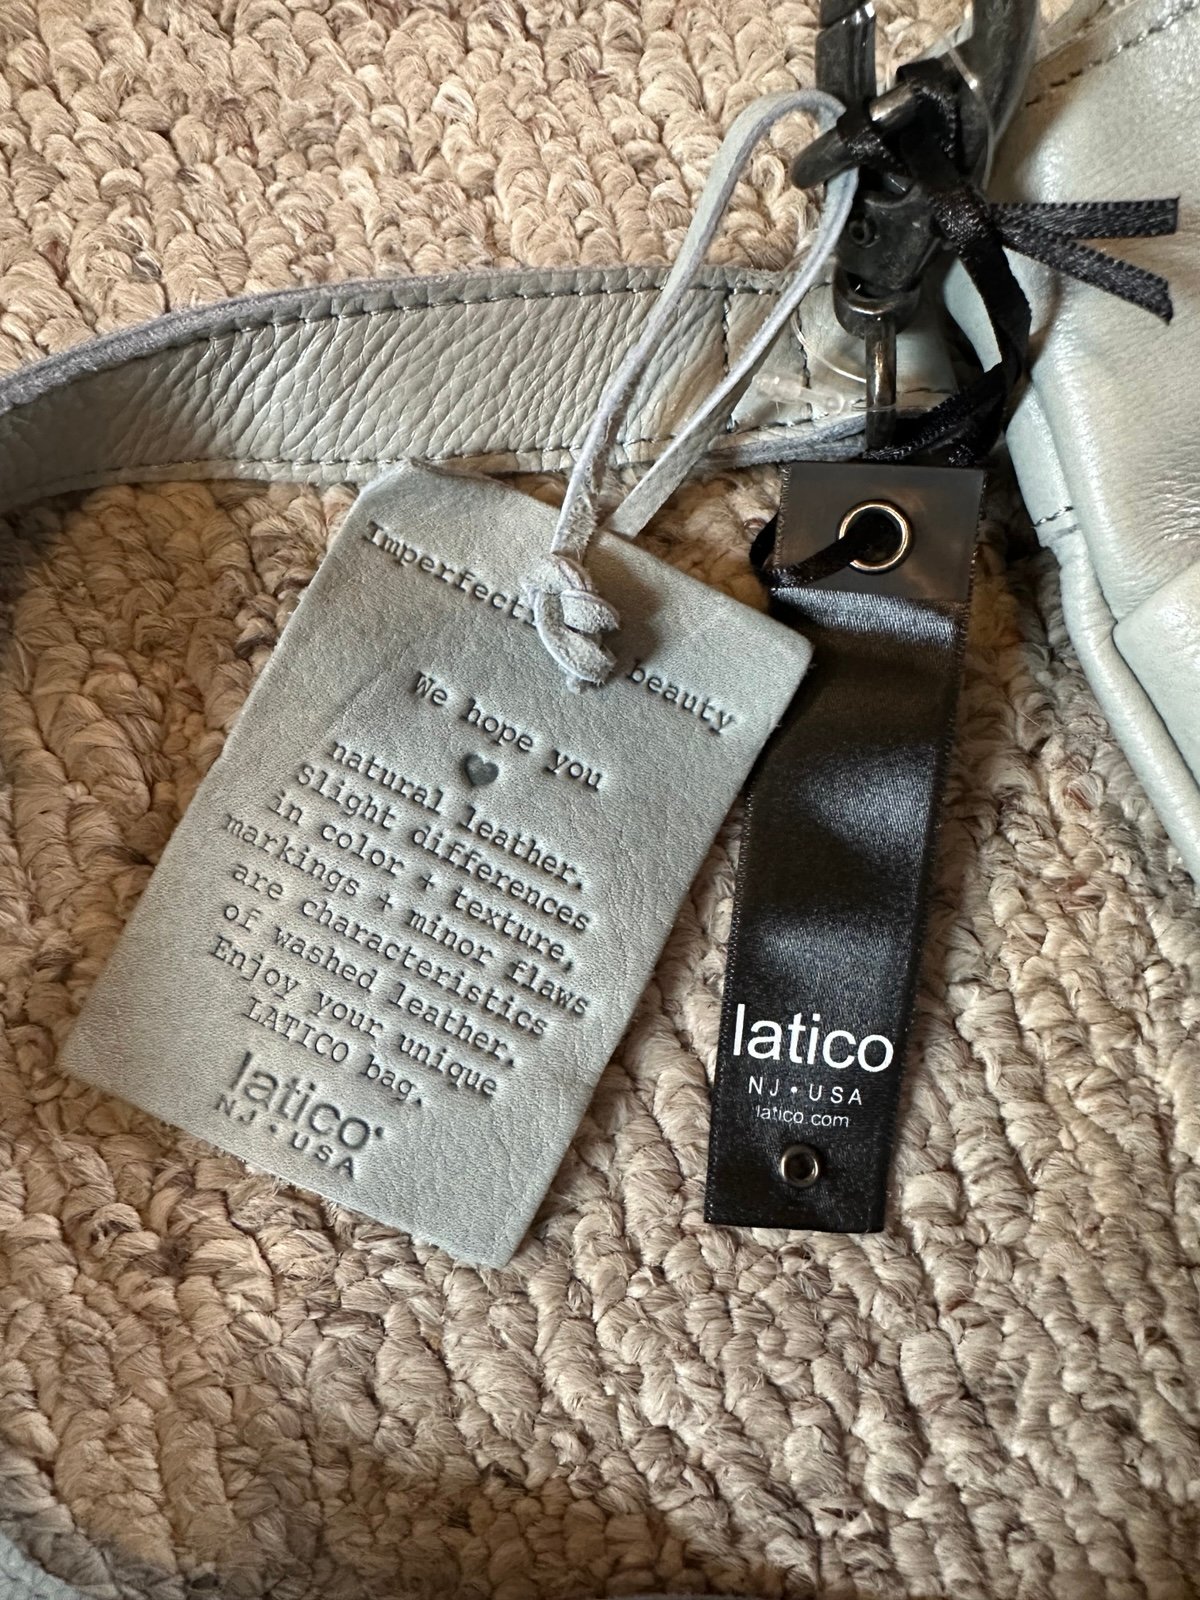 Imperfecti beauty
We hope you
♥
natural leather.
Slight differences
in color + texture,
markings + minor flaws
are characteristics
of washed leather.
Enjoy your unique
LATICO bag.
latico
NJ • USA
latico
NJ • USA
latico.com